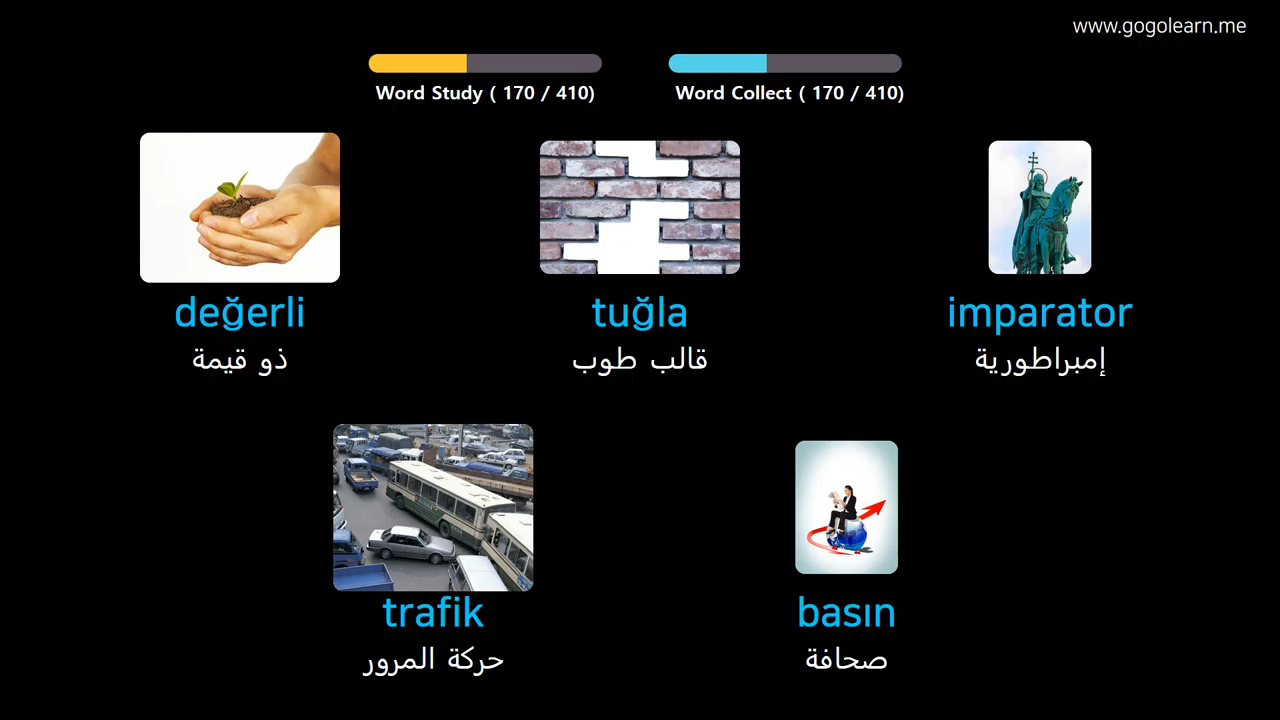 www.gogolearn.me
Word Study ( 170 / 410)
Word Collect ( 170 / 410)
değerli
ذو قيمة
tuğla
قالب طوب
imparator
إمبراطورية
trafik
حركة المرور
basın
صحافة